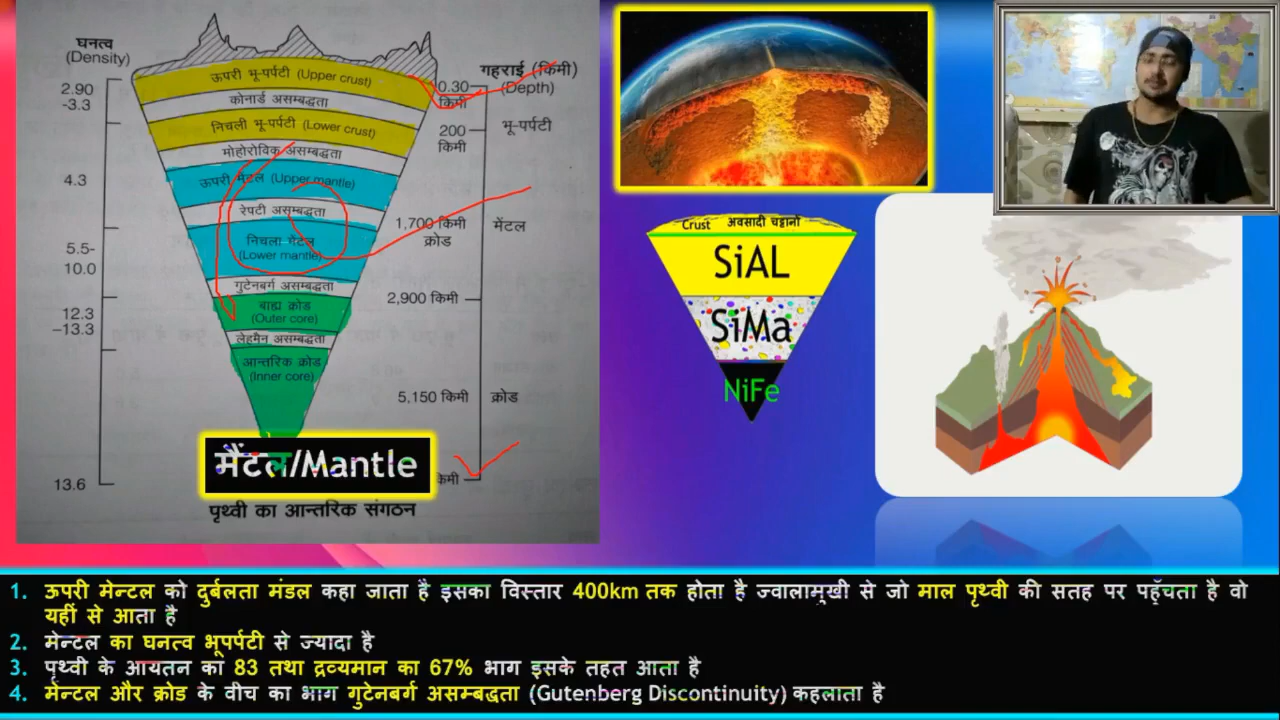 घनत्व
(Density)
2.90
-3.3
4.3
5.5-
10.0
12.3
-13.3
13.6
ऊपरी भू-पर्पटी (Upper crust)
कोनार्ड असम्बद्धता
निचली भू-पर्पटी (Lower crust)
मोहोरोविक असम्बद्धता
ऊपरी मैंटल (Upper mantle)
रेपटी असम्बद्धता
निचला मैंटल
(Lower mantle)
गुटेनबर्ग असम्बद्धता
बाह्य क्रोड
(Outer core)
लेहमैन असम्बद्धता
आन्तरिक क्रोड
(Inner core)
गहराई (किमी)
(Depth)
0.30
किमी
200
किमी
भू-पर्पटी
1,700 किमी
क्रोड
मेंटल
2,900 किमी
5,150 किमी
क्रोड
किमी
मैंटल/Mantle
पृथ्वी का आन्तरिक संगठन
Crust अवसादी चट्टानों
SiAL
SiMa
NiFe
1. ऊपरी मेन्टल को दुर्बलता मंडल कहा जाता है इसका विस्तार 400km तक होता है ज्वालामुखी से जो माल पृथ्वी की सतह पर पहुँचता है वो
यहीं से आता है
2. मेन्टल का घनत्व भूपर्पटी से ज्यादा है
3. पृथ्वी के आयतन का 83 तथा द्रव्यमान का 67% भाग इसके तहत आता है
4. मेन्टल और क्रोड के वीच का भाग गुटेनबर्ग असम्बद्धता (Gutenberg Discontinuity) कहलाता है